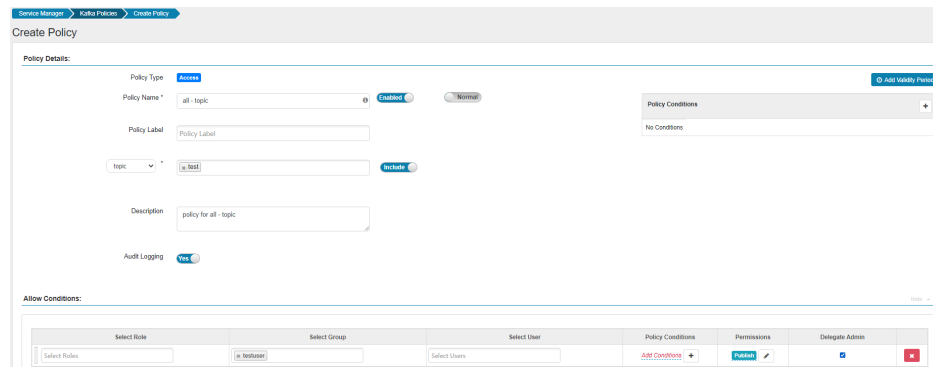 Service Manager Kafka Policies Create Policy
Create Policy
Policy Details:
Policy Type Access
Add Validity Period
Policy Name * all - topic Enabled Normal
Policy Conditions +
No Conditions
Policy Label Policy Label
topic * × test Include
Description policy for all - topic
Audit Logging Yes
Allow Conditions:
hide
Select Role Select Group Select User Policy Conditions Permissions Delegate Admin
Select Roles × testuser Select Users Add Conditions + Publish ×